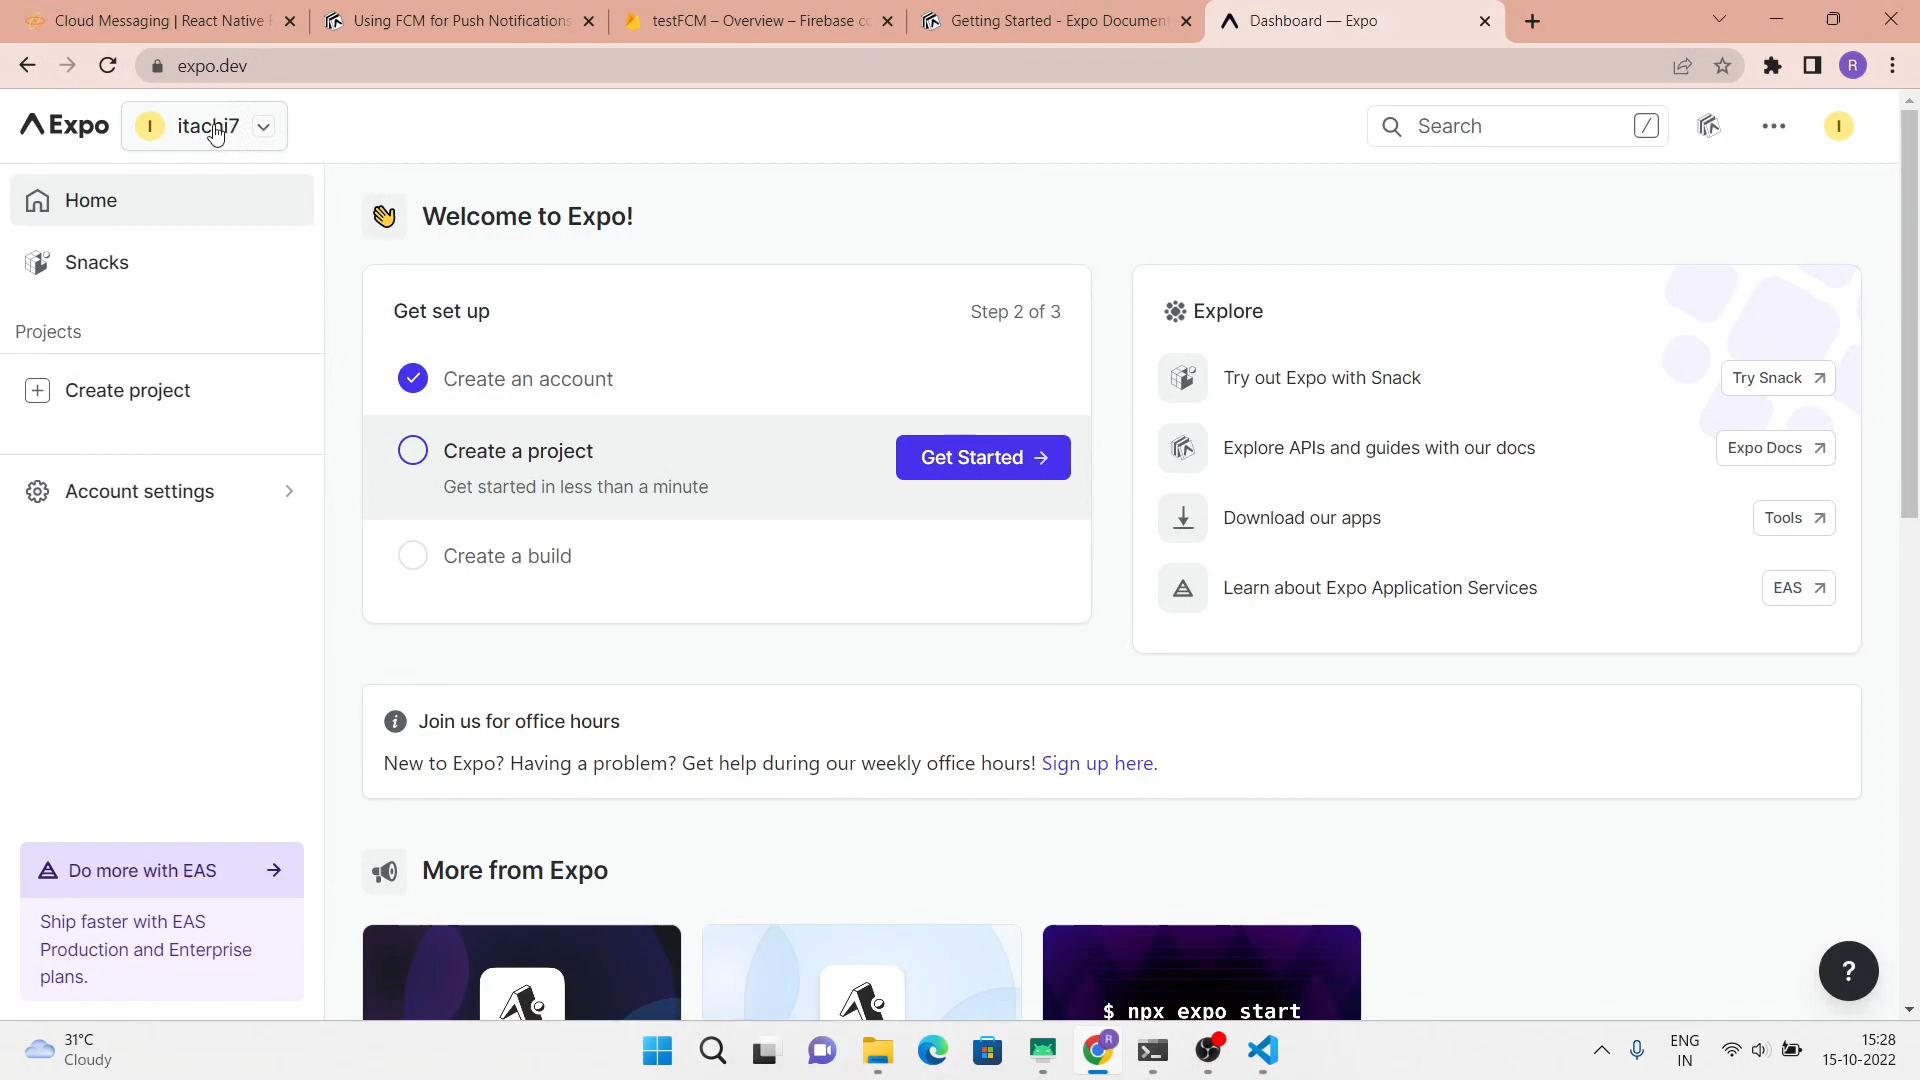 Cloud Messaging | React Native F
Using FCM for Push Notifications
testFCM – Overview – Firebase co
Getting Started - Expo Document
Dashboard — Expo
expo.dev
R
Expo
I
itachi7
Search
/
I
Home
Snacks
Projects
Create project
Account settings
Do more with EAS
Ship faster with EAS
Production and Enterprise
plans.
Welcome to Expo!
Get set up
Step 2 of 3
Create an account
Create a project
Get started in less than a minute
Get Started
Create a build
Explore
Try out Expo with Snack
Try Snack
Explore APIs and guides with our docs
Expo Docs
Download our apps
Tools
Learn about Expo Application Services
EAS
Join us for office hours
New to Expo? Having a problem? Get help during our weekly office hours! Sign up here.
More from Expo
$ npx expo start
?
31°C
Cloudy
R
ENG
IN
15:28
15-10-2022